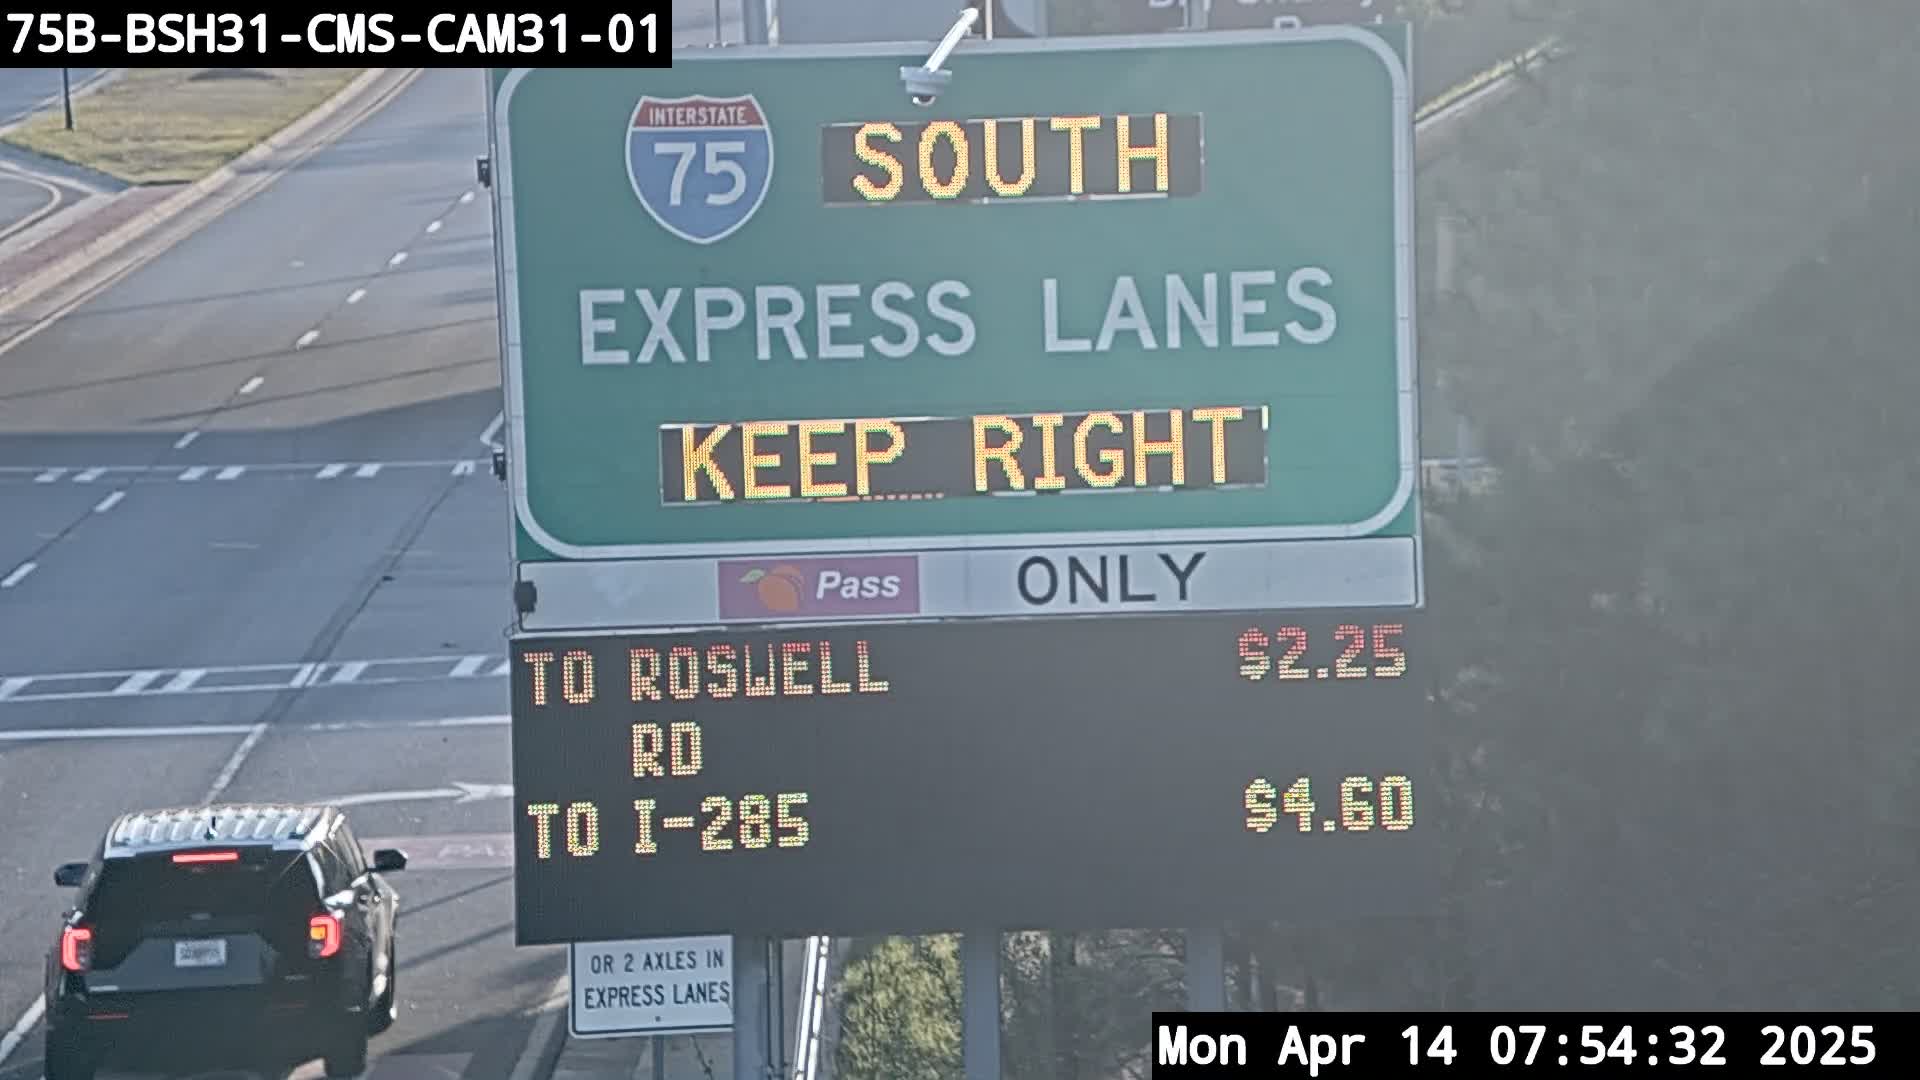 75B-BSH31-CMS-CAM31-01
INTERSTATE
75
SOUTH
EXPRESS LANES
KEEP RIGHT
Pass ONLY
TO ROSWELL $2.25
RD
TO I-285 $4.60
OR 2 AXLES IN
EXPRESS LANES
Mon Apr 14 07:54:32 2025